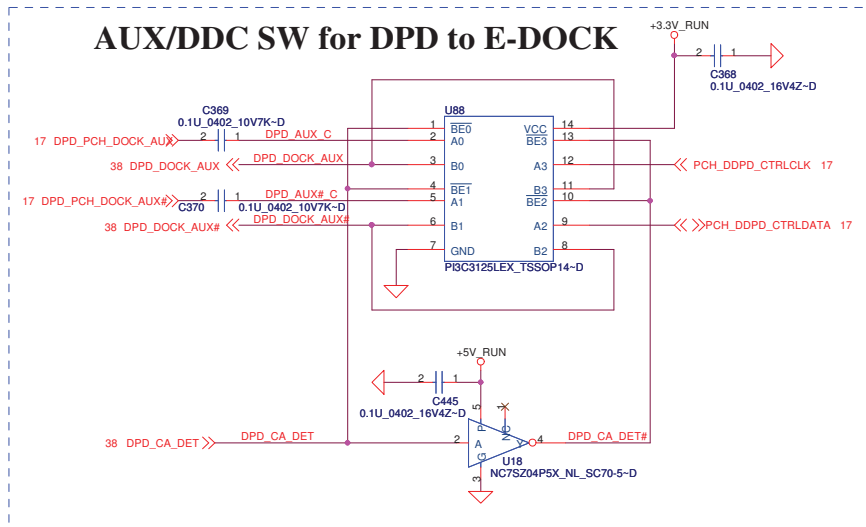 AUX/DDC SW for DPD to E-DOCK
+3.3V_RUN
2 1
C368
0.1U_0402_16V4Z~D
C369
0.1U_0402_10V7K~D
U88
17 DPD_PCH_DOCK_AUX 2 1 DPD_AUX_C 1 BE0 VCC 14
2 A0 BE3 13
38 DPD_DOCK_AUX DPD_DOCK_AUX 3 B0 A3 12 PCH_DDPD_CTRLCLK 17
4 BE1 B3 11
17 DPD_PCH_DOCK_AUX# 2 1 DPD_AUX#_C 5 A1 BE2 10
C370 0.1U_0402_10V7K~D
38 DPD_DOCK_AUX# DPD_DOCK_AUX# 6 B1 A2 9 PCH_DDPD_CTRLDATA 17
7 GND B2 8
PI3C3125LEX_TSSOP14~D
+5V_RUN
2 1
C445
0.1U_0402_16V4Z~D
5 P NC 1
38 DPD_CA_DET DPD_CA_DET 2 A Y 4 DPD_CA_DET#
3 G
U18
NC7SZ04P5X_NL_SC70-5~D